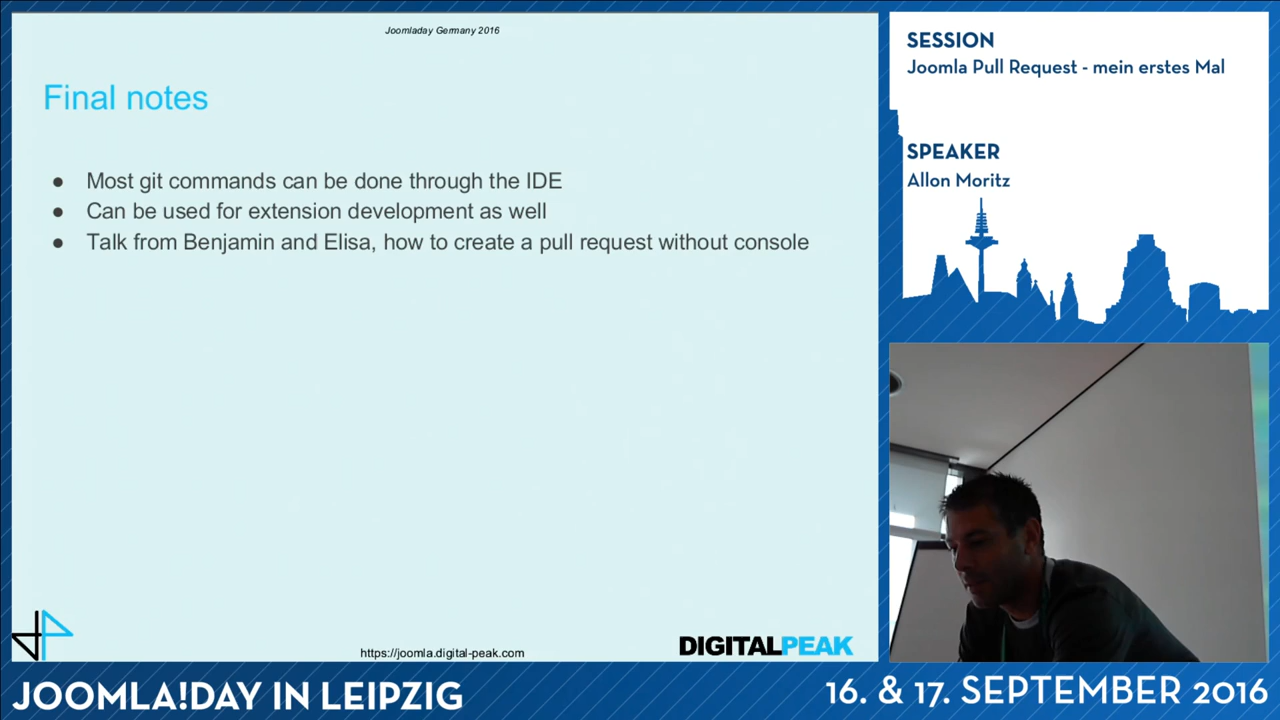 Joomladay Germany 2016
Final notes
● Most git commands can be done through the IDE
● Can be used for extension development as well
● Talk from Benjamin and Elisa, how to create a pull request without console
https://joomla.digital-peak.com
DIGITALPEAK
SESSION
Joomla Pull Request - mein erstes Mal
SPEAKER
Allon Moritz
JOOMLA!DAY IN LEIPZIG
16. & 17. SEPTEMBER 2016